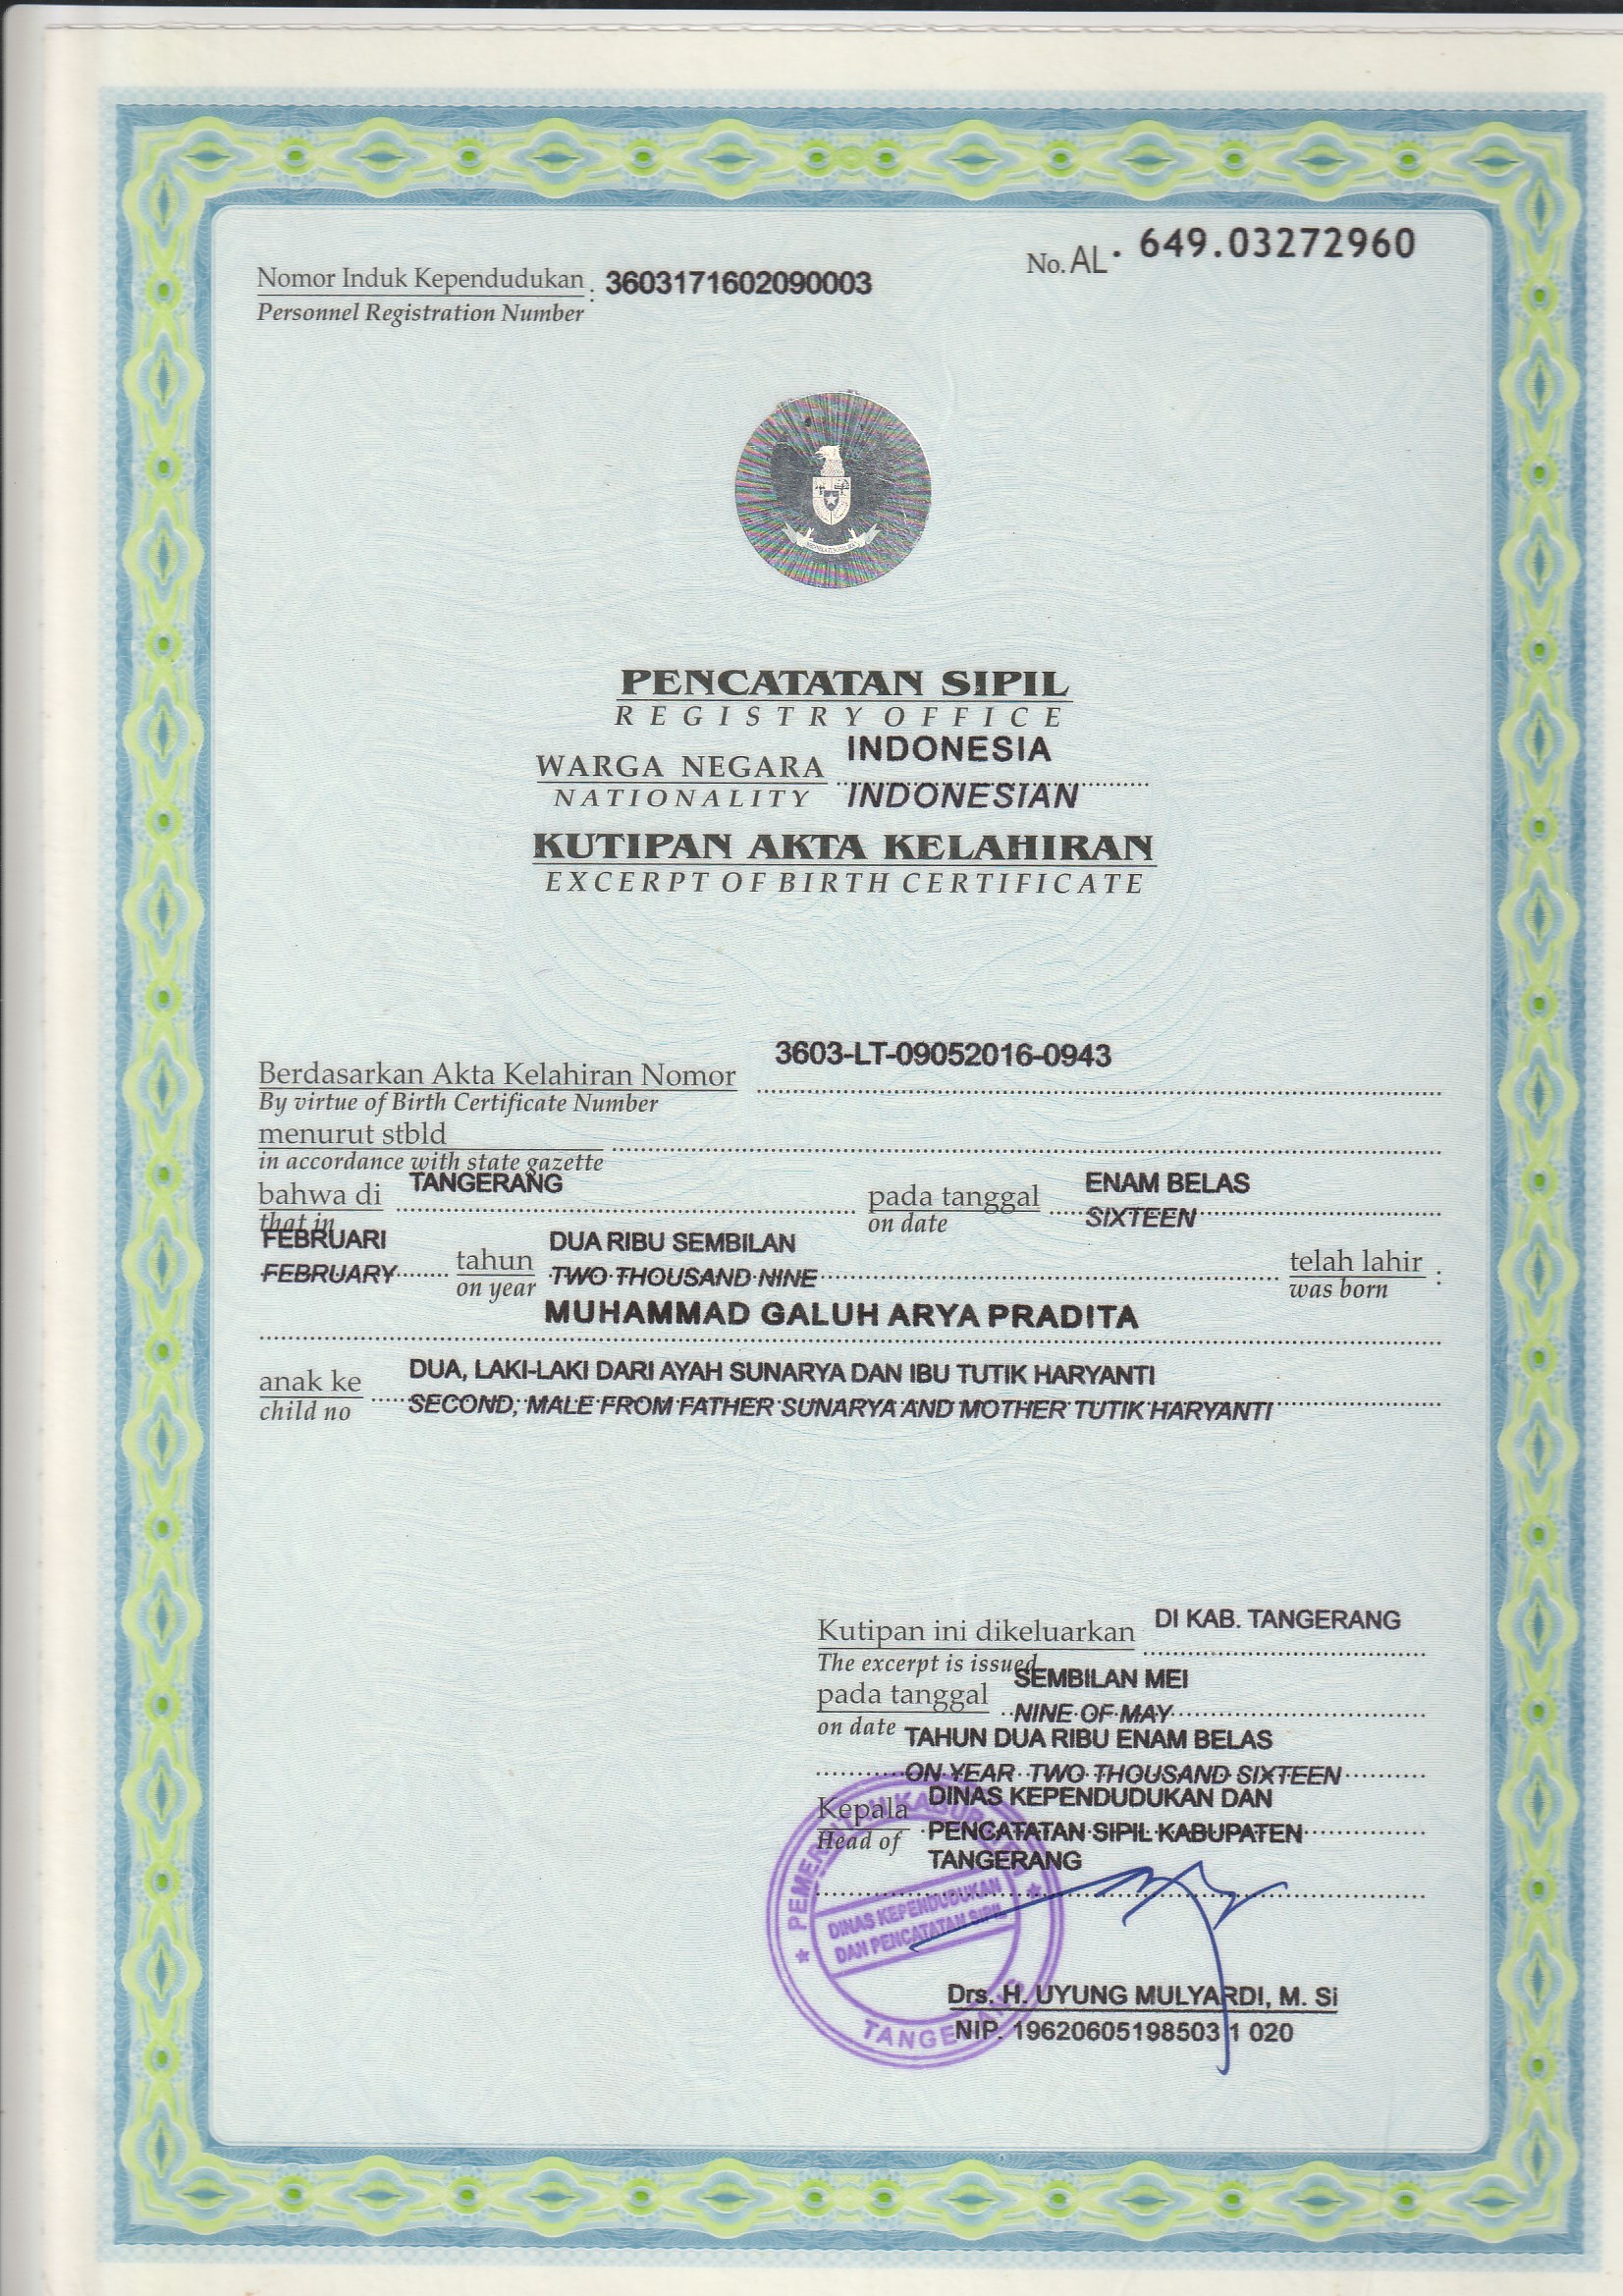 No. AL. 649.03272960
Nomor Induk Kependudukan : 3603171602090003
Personnel Registration Number
PENCATATAN SIPIL
REGISTRY OFFICE
WARGA NEGARA INDONESIA
NATIONALITY INDONESIAN
KUTIPAN AKTA KELAHIRAN
EXCERPT OF BIRTH CERTIFICATE
Berdasarkan Akta Kelahiran Nomor 3603-LT-09052016-0943
By virtue of Birth Certificate Number
menurut stbld
in accordance with state gazette
bahwa di TANGERANG pada tanggal ENAM BELAS
that in on date SIXTEEN
FEBRUARI tahun DUA RIBU SEMBILAN telah lahir :
FEBRUARY on year TWO THOUSAND NINE was born
MUHAMMAD GALUH ARYA PRADITA
anak ke DUA, LAKI-LAKI DARI AYAH SUNARYA DAN IBU TUTIK HARYANTI
child no SECOND, MALE FROM FATHER SUNARYA AND MOTHER TUTIK HARYANTI
Kutipan ini dikeluarkan DI KAB. TANGERANG
The excerpt is issued
pada tanggal SEMBILAN MEI
on date NINE OF MAY
TAHUN DUA RIBU ENAM BELAS
ON YEAR TWO THOUSAND SIXTEEN
Kepala DINAS KEPENDUDUKAN DAN
Head of PENCATATAN SIPIL KABUPATEN
TANGERANG
DINAS KEPENDUDUKAN
DAN PENCATATAN SIPIL
TANGERANG
Drs. H. UYUNG MULYARDI, M. Si
NIP. 19620605198503 1 020